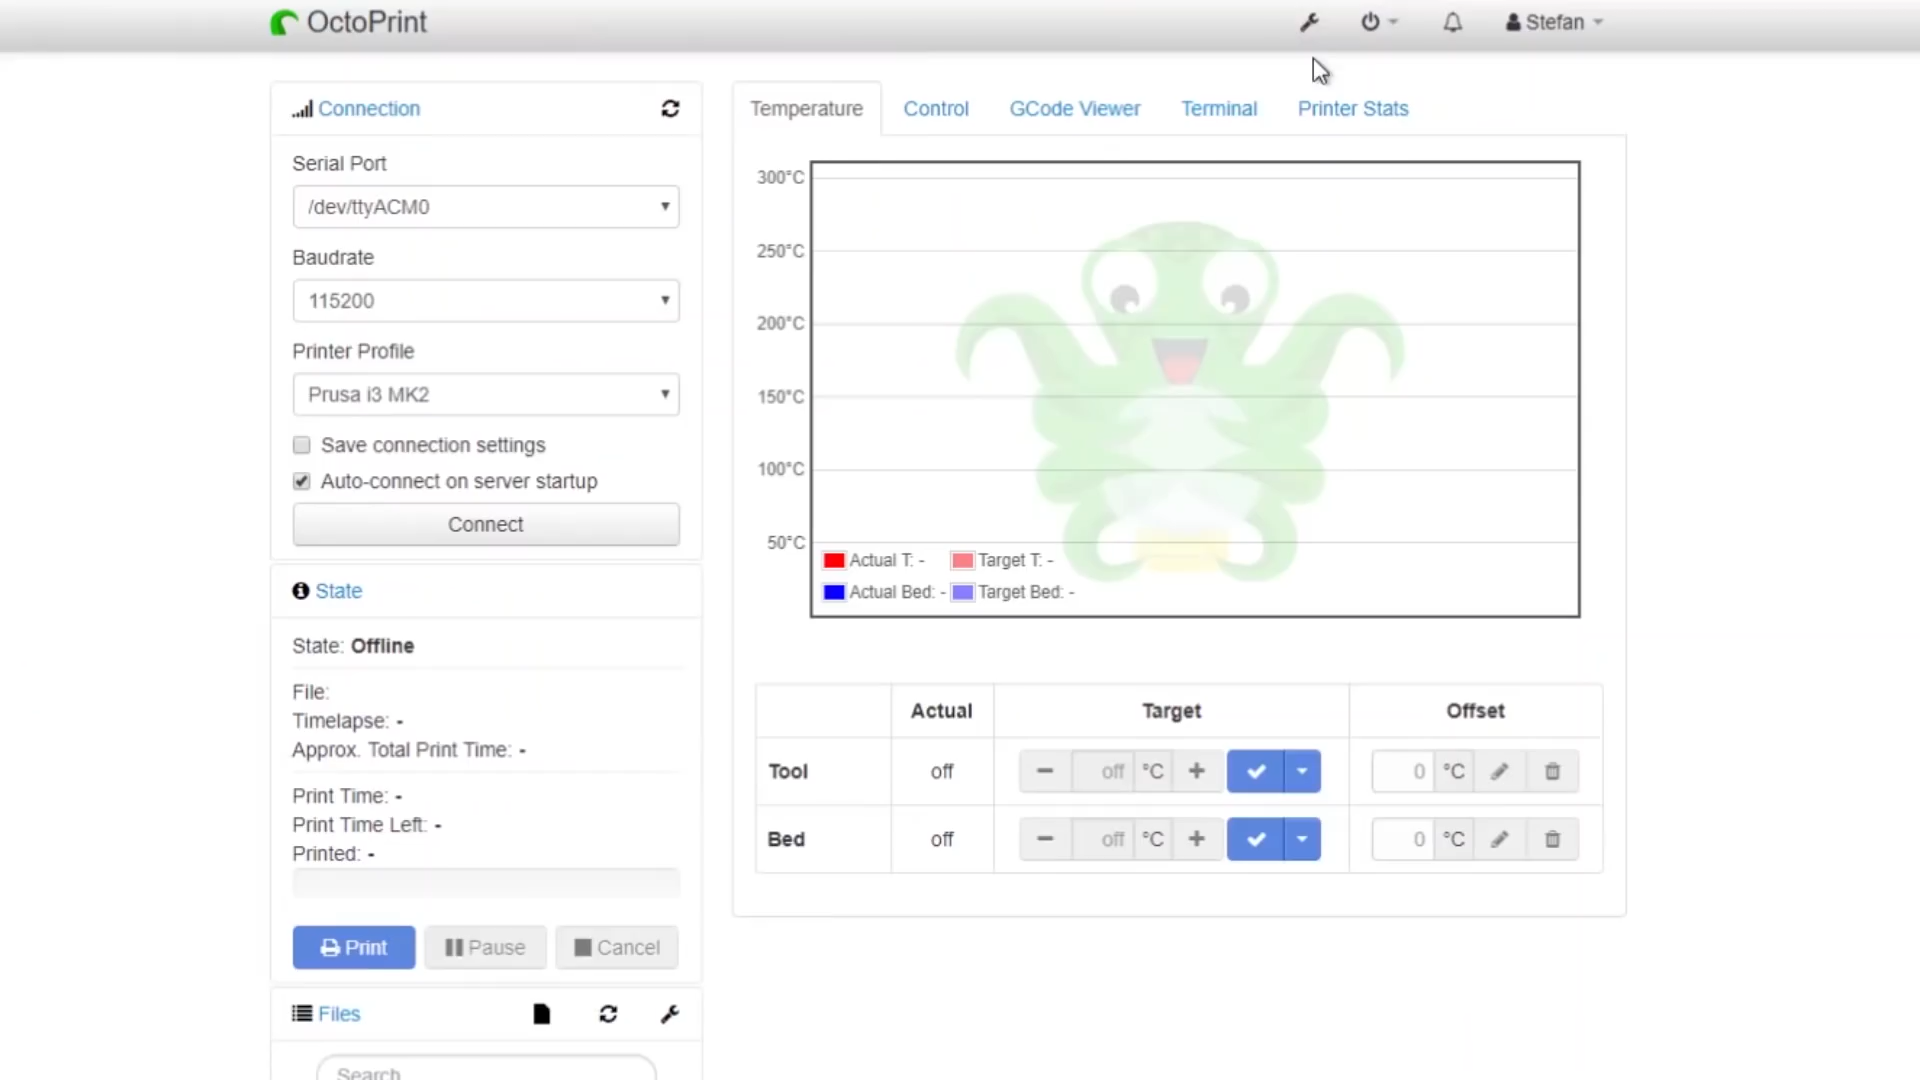 OctoPrint
Stefan
Connection
Serial Port
/dev/ttyACM0
Baudrate
115200
Printer Profile
Prusa i3 MK2
Save connection settings
Auto-connect on server startup
Connect
State
State: Offline
File:
Timelapse: -
Approx. Total Print Time: -
Print Time: -
Print Time Left: -
Printed: -
Print Pause Cancel
Files
Search
Temperature Control GCode Viewer Terminal Printer Stats
300°C
250°C
200°C
150°C
100°C
50°C
Actual T: - Target T: -
Actual Bed: - Target Bed: -
Actual Target Offset
Tool off off °C 0 °C
Bed off off °C 0 °C